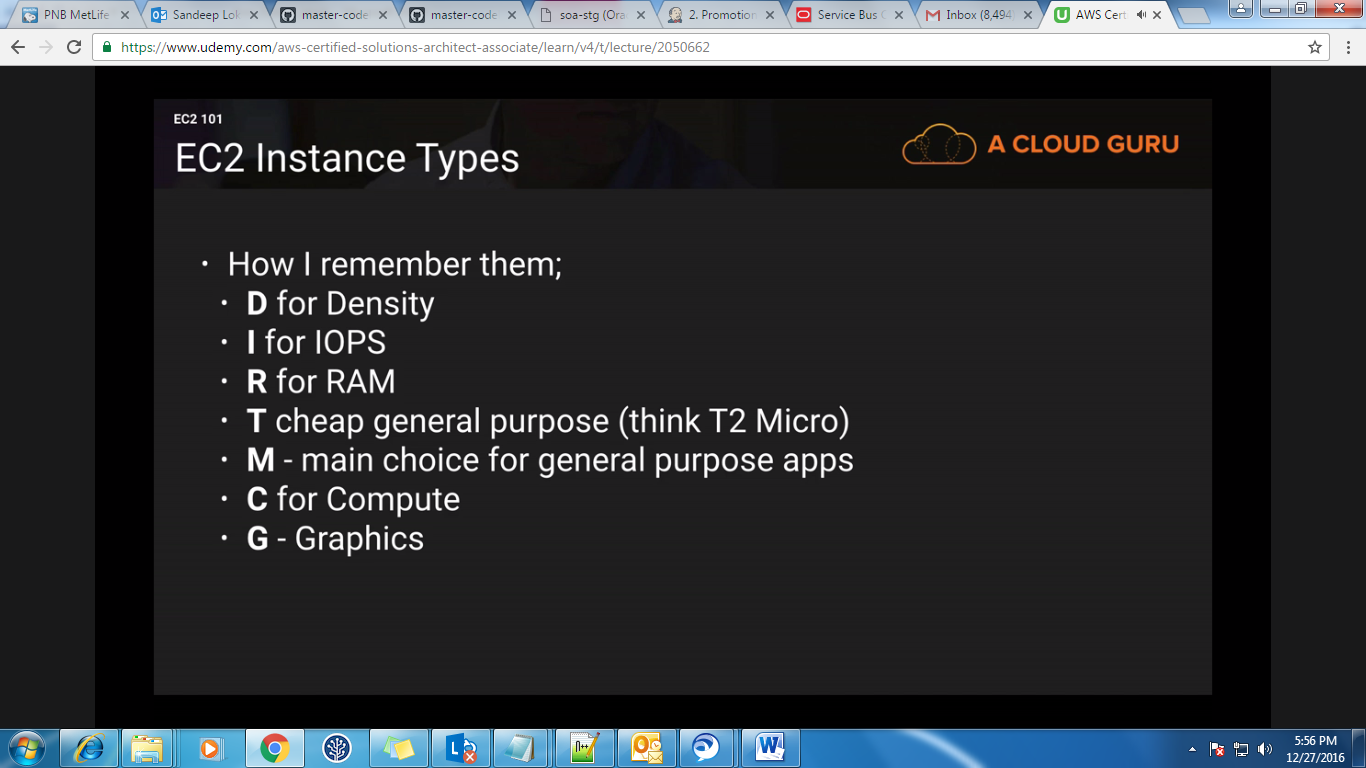 PNB MetLife
Sandeep Lok
master-code
master-code
soa-stg (Ora
2. Promotion
Service Bus C
Inbox (8,494
AWS Cert
https://www.udemy.com/aws-certified-solutions-architect-associate/learn/v4/t/lecture/2050662
EC2 101
EC2 Instance Types
A CLOUD GURU
· How I remember them;
· D for Density
· I for IOPS
· R for RAM
· T cheap general purpose (think T2 Micro)
· M - main choice for general purpose apps
· C for Compute
· G - Graphics
5:56 PM
12/27/2016